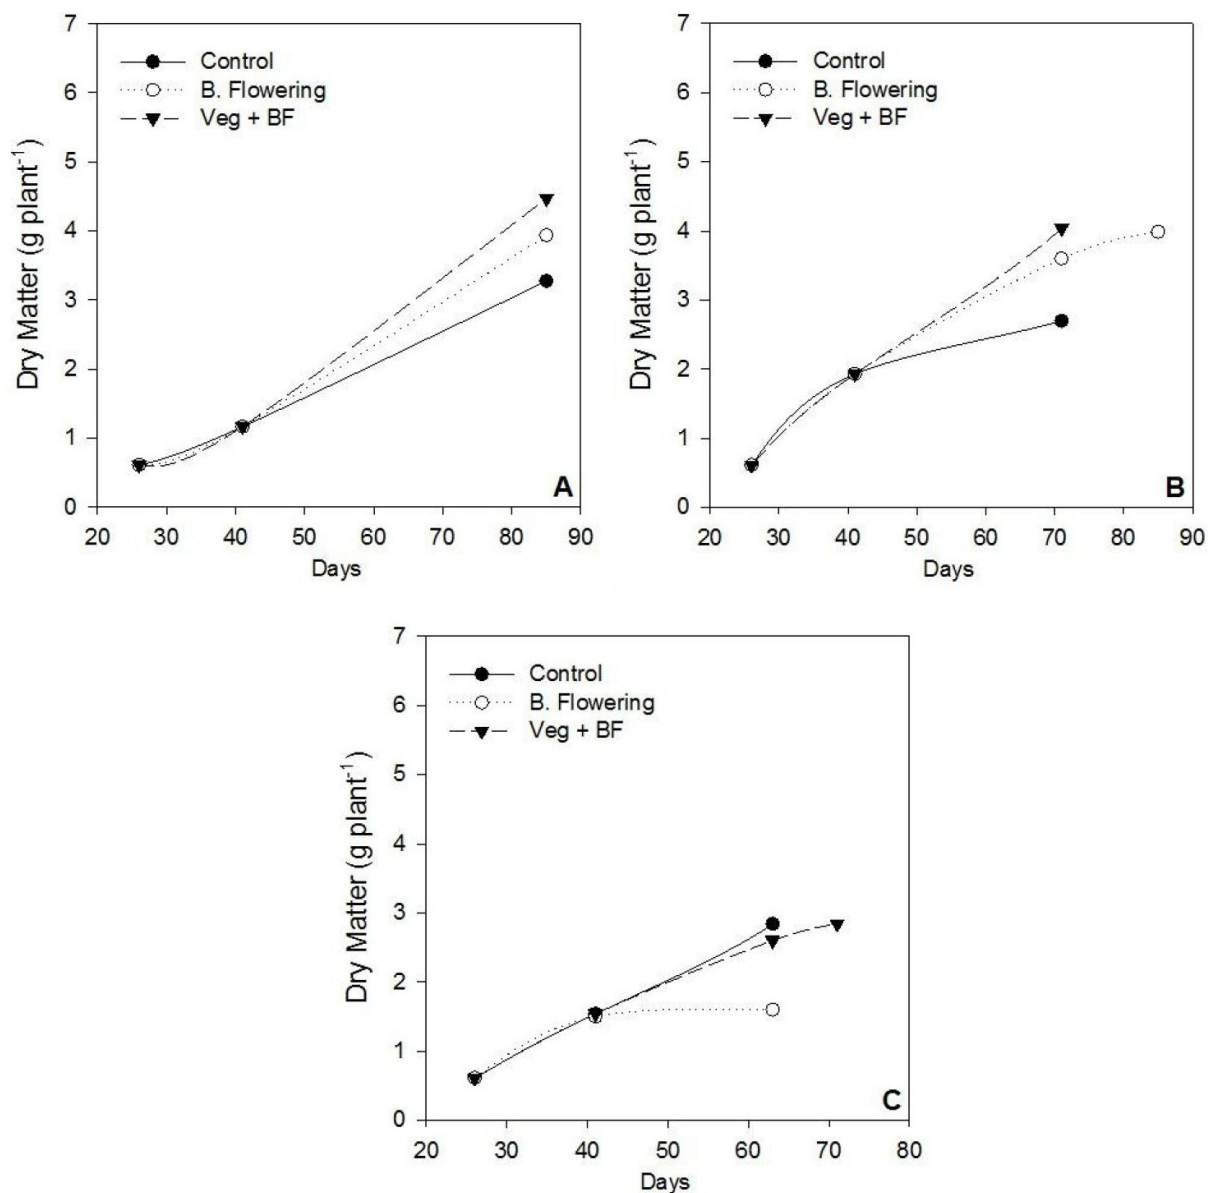 Dry Matter (g plant⁻¹)
7
6
5
4
3
2
1
0
Control
B. Flowering
Veg + BF
A
20 30 40 50 60 70 80 90
Days
Dry Matter (g plant⁻¹)
7
6
5
4
3
2
1
0
Control
B. Flowering
Veg + BF
B
20 30 40 50 60 70 80 90
Days
Dry Matter (g plant⁻¹)
7
6
5
4
3
2
1
0
Control
B. Flowering
Veg + BF
C
20 30 40 50 60 70 80
Days